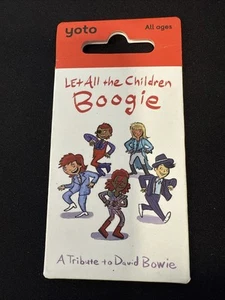 yoto
All ages
LEt All the Children
Boogie
A Tribute to David Bowie